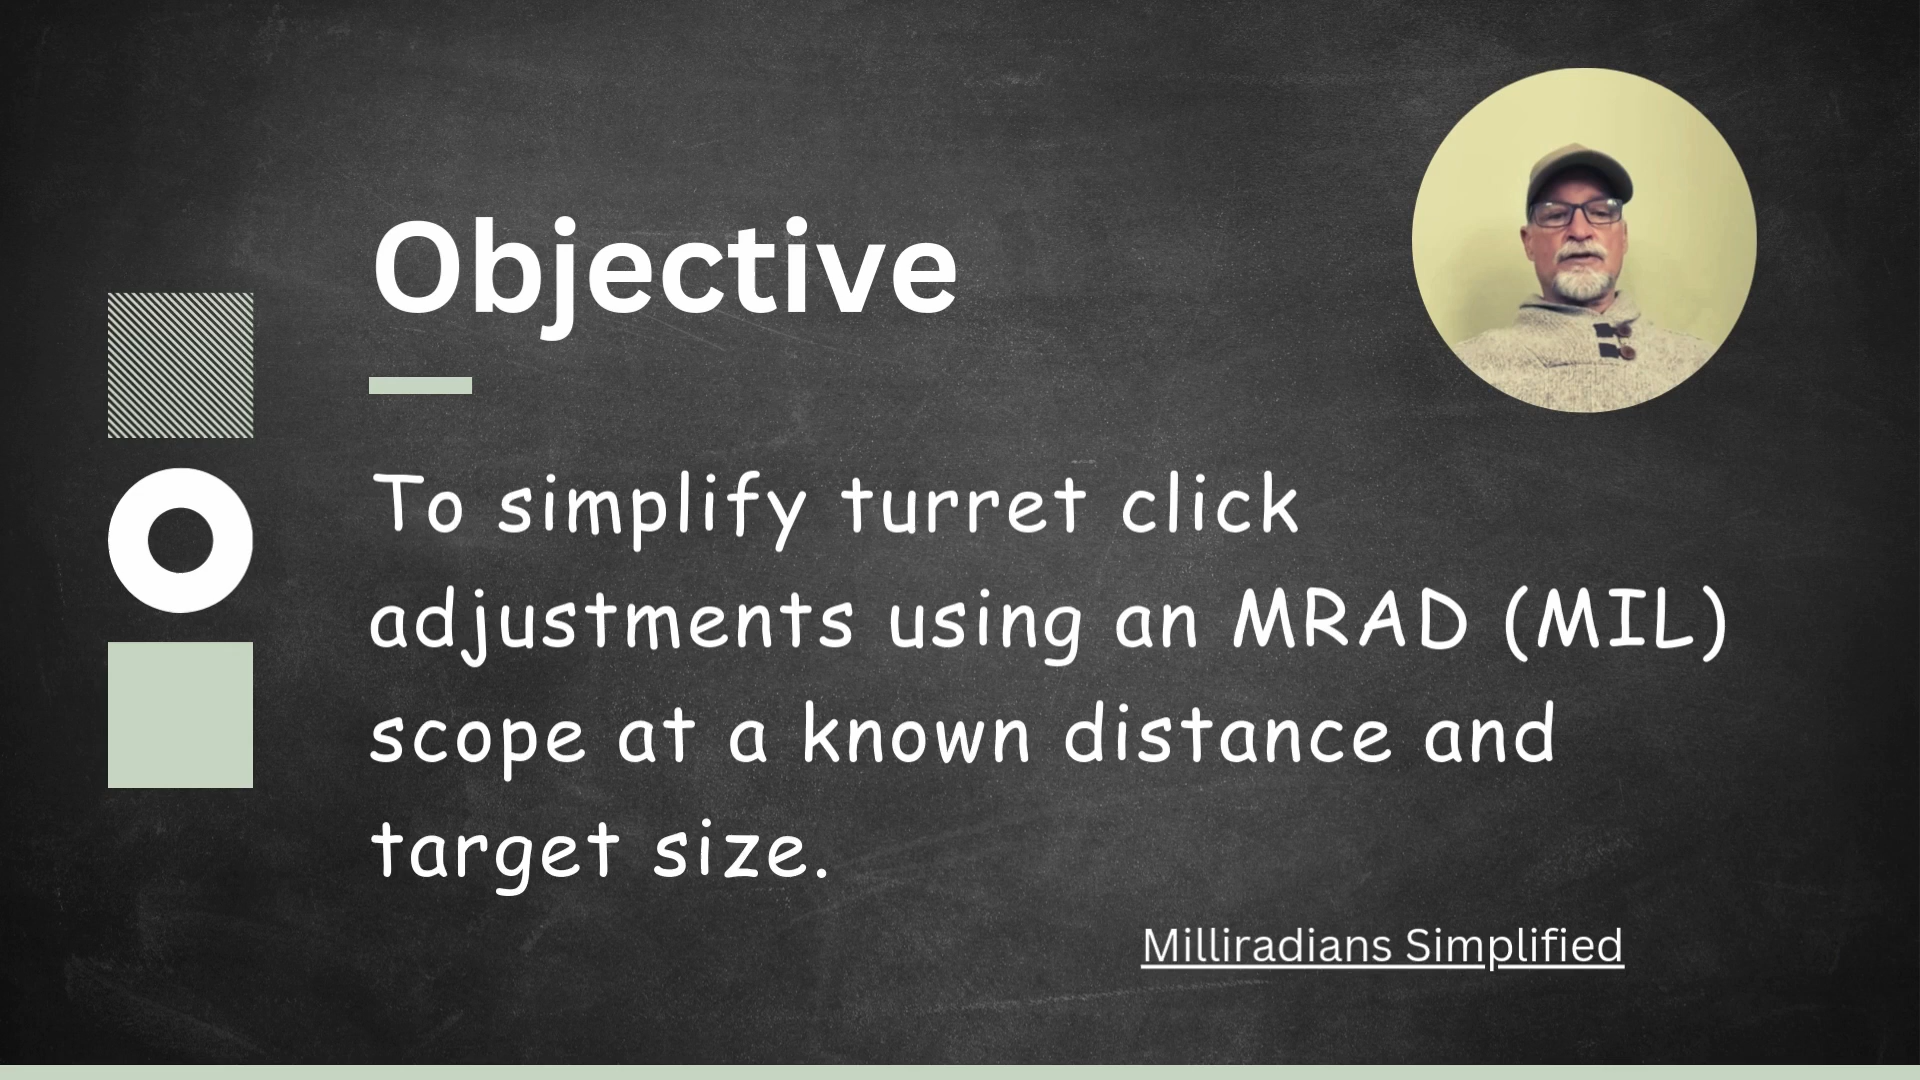 Objective
To simplify turret click
adjustments using an MRAD (MIL)
scope at a known distance and
target size.
Milliradians Simplified